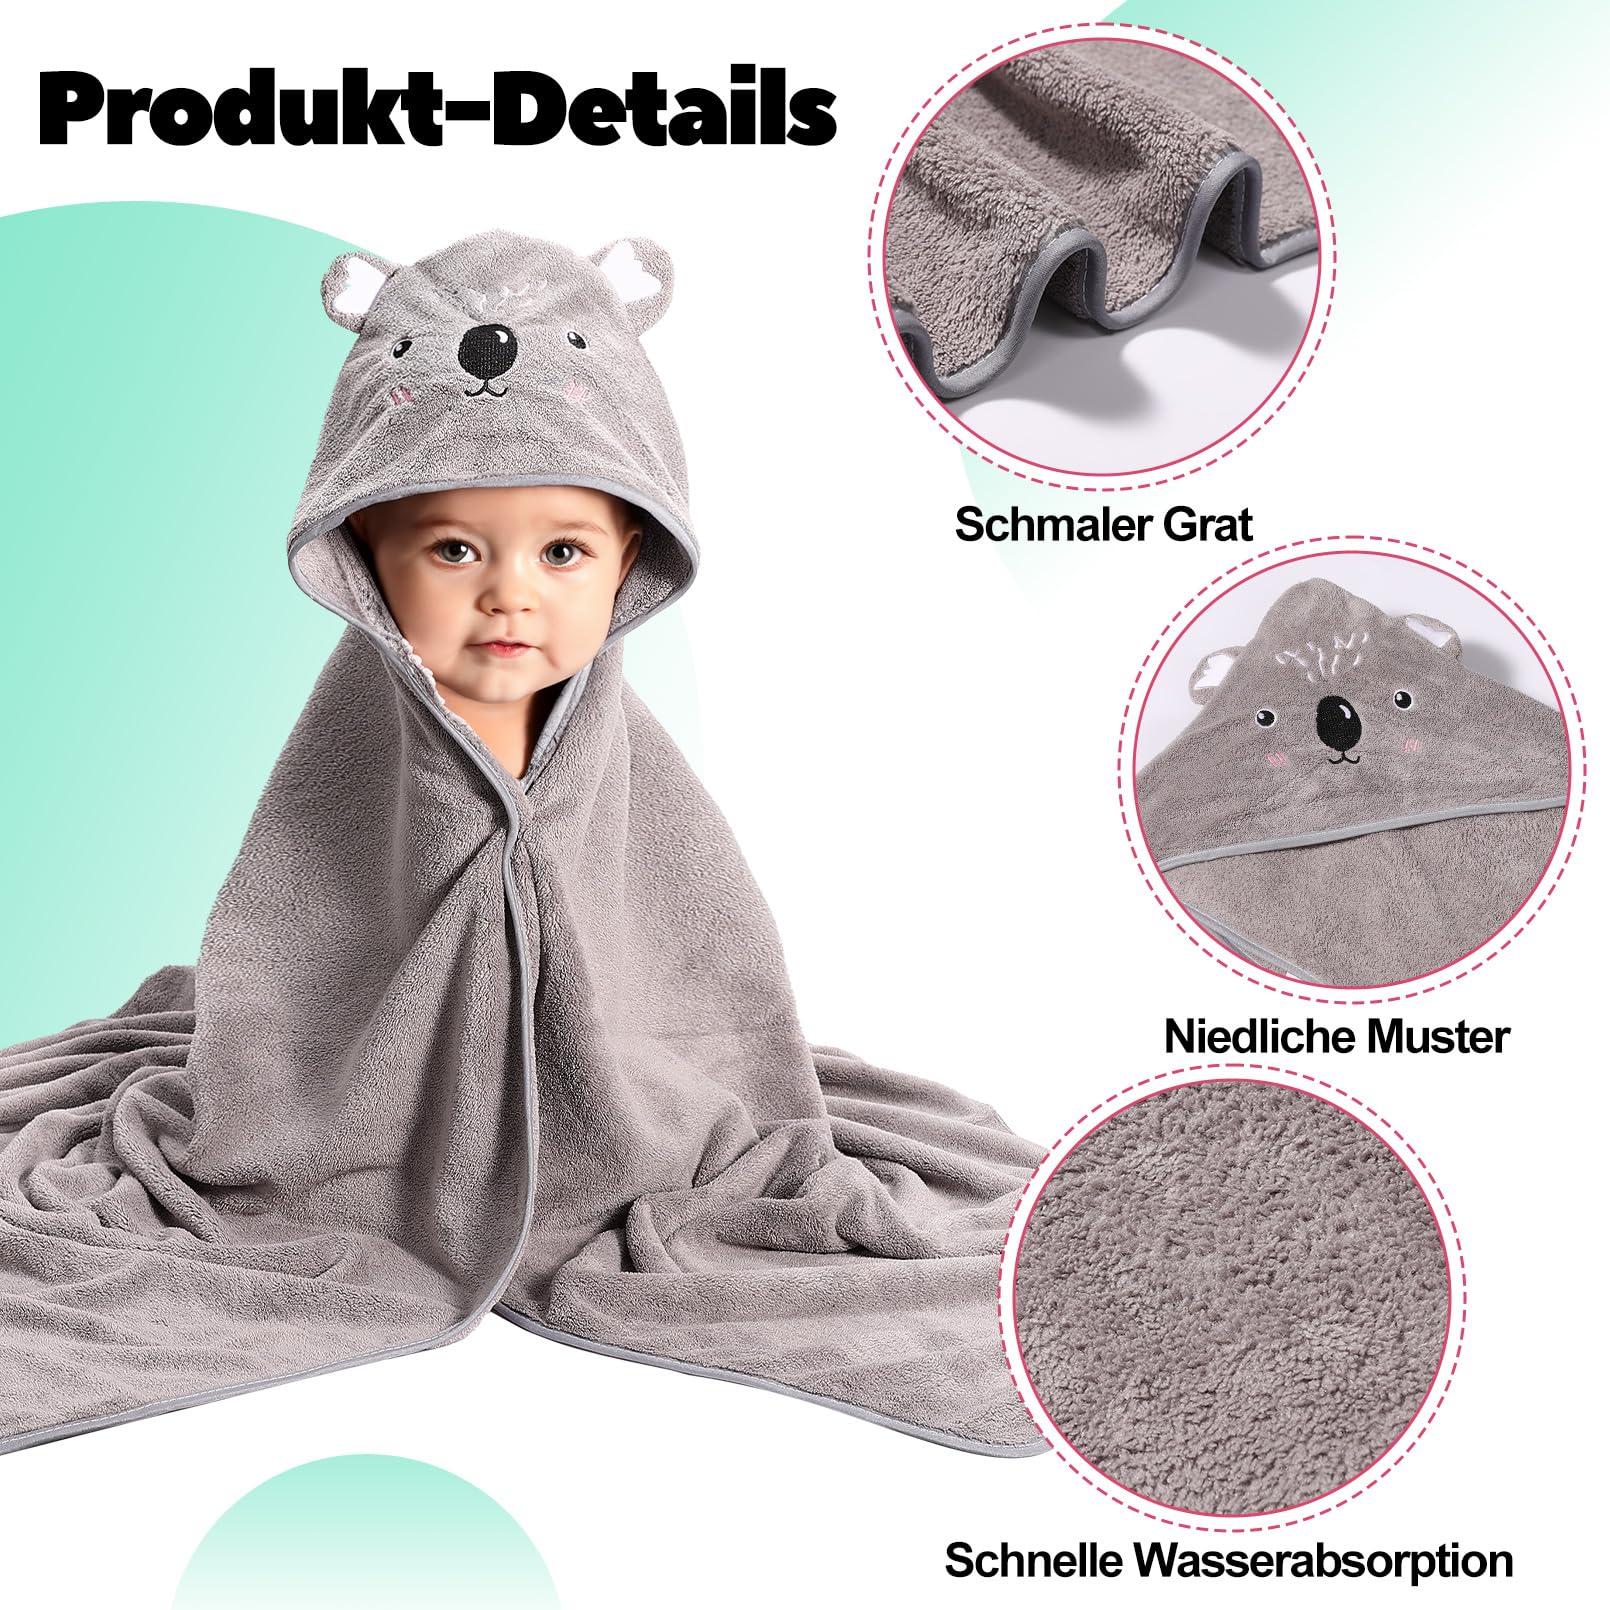 Produkt-Details
Schmaler Grat
Niedliche Muster
Schnelle Wasserabsorption